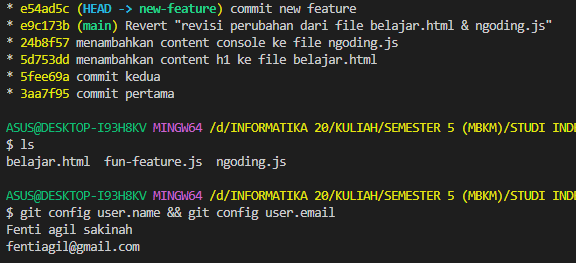 * e54ad5c (HEAD -> new-feature) commit new feature
* e9c173b (main) Revert "revisi perubahan dari file belajar.html & ngoding.js"
* 24b8f57 menambahkan content console ke file ngoding.js
* 5d753dd menambahkan content h1 ke file belajar.html
* 5fee69a commit kedua
* 3aa7f95 commit pertama
ASUS@DESKTOP-I93H8KV MINGW64 /d/INFORMATIKA 20/KULIAH/SEMESTER 5 (MBKM)/STUDI INDE
$ ls
belajar.html fun-feature.js ngoding.js
ASUS@DESKTOP-I93H8KV MINGW64 /d/INFORMATIKA 20/KULIAH/SEMESTER 5 (MBKM)/STUDI INDE
$ git config user.name && git config user.email
Fenti agil sakinah
fentiagil@gmail.com